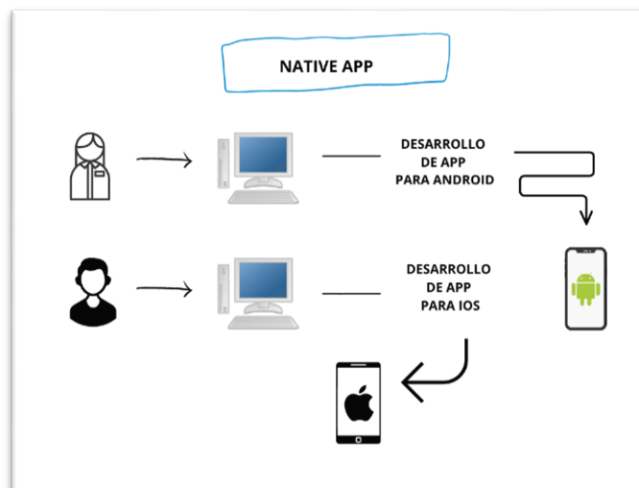 NATIVE APP
DESARROLLO
DE APP
PARA ANDROID
DESARROLLO
DE APP
PARA IOS